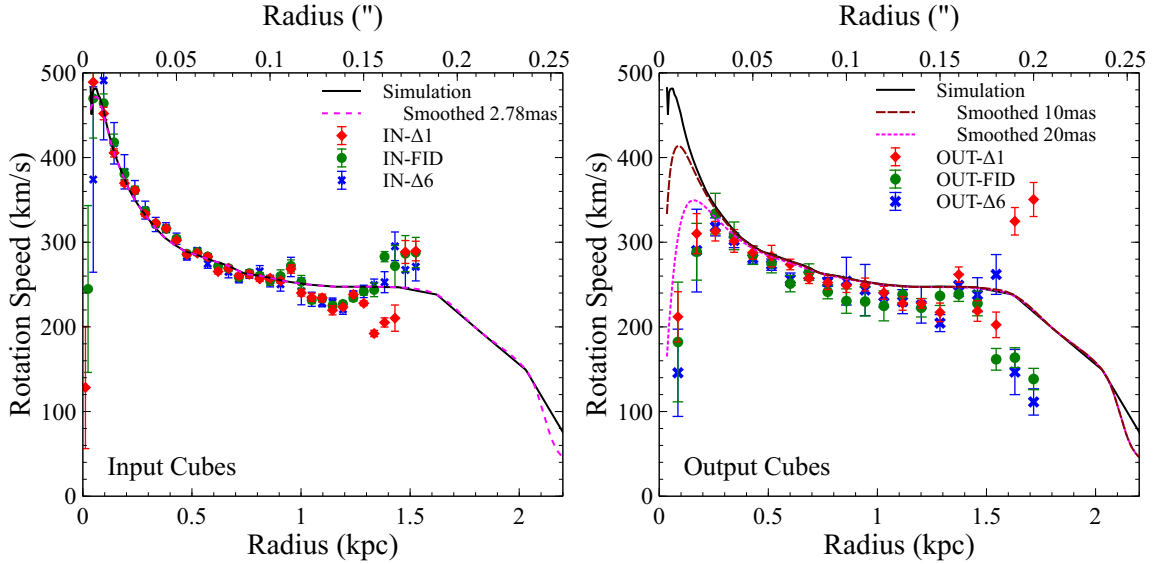 Radius (")
0 0.05 0.1 0.15 0.2 0.25
500
400
300
200
100
0
Rotation Speed (km/s)
Simulation
Smoothed 2.78mas
IN-Δ1
IN-FID
IN-Δ6
Input Cubes
0 0.5 1 1.5 2
Radius (kpc)
Radius (")
0 0.05 0.1 0.15 0.2 0.25
500
400
300
200
100
0
Rotation Speed (km/s)
Simulation
Smoothed 10mas
Smoothed 20mas
OUT-Δ1
OUT-FID
OUT-Δ6
Output Cubes
0 0.5 1 1.5 2
Radius (kpc)